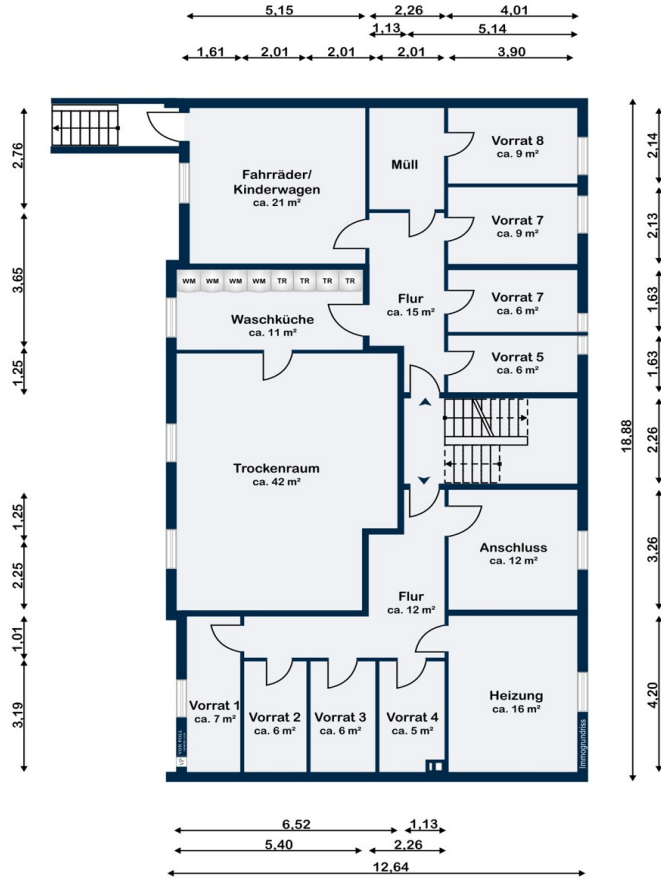 5,15
2,26
4,01
1,13
5,14
1,61
2,01
2,01
2,01
3,90
2,76
3,65
1,25
1,25
2,25
1,01
3,19
Fahrräder/
Kinderwagen
ca. 21 m²
Müll
Vorrat 8
ca. 9 m²
Vorrat 7
ca. 9 m²
WM WM WM WM TR TR TR TR
Waschküche
ca. 11 m²
Flur
ca. 15 m²
Vorrat 7
ca. 6 m²
Vorrat 5
ca. 6 m²
Trockenraum
ca. 42 m²
Anschluss
ca. 12 m²
Flur
ca. 12 m²
Vorrat 1
ca. 7 m²
Vorrat 2
ca. 6 m²
Vorrat 3
ca. 6 m²
Vorrat 4
ca. 5 m²
Heizung
ca. 16 m²
VP VON POLL
Immogrundriss
18,88
2,14
2,13
1,63
1,63
2,26
3,26
4,20
6,52
1,13
5,40
2,26
12,64